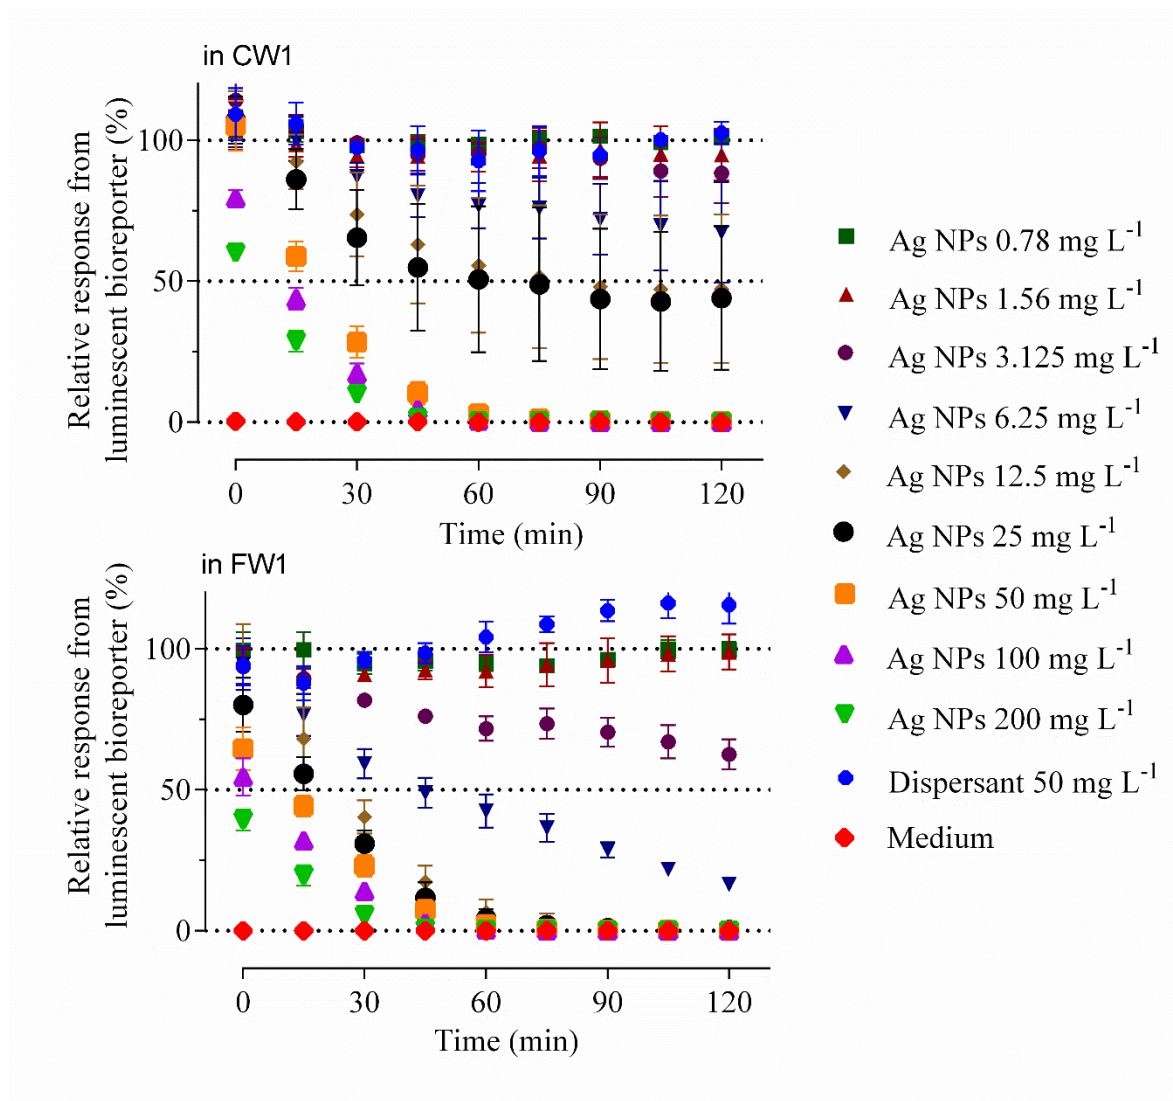 in CW1
Relative response from
luminescent bioreporter (%)
100
50
0
0 30 60 90 120
Time (min)
in FW1
Relative response from
luminescent bioreporter (%)
100
50
0
0 30 60 90 120
Time (min)
Ag NPs 0.78 mg L⁻¹
Ag NPs 1.56 mg L⁻¹
Ag NPs 3.125 mg L⁻¹
Ag NPs 6.25 mg L⁻¹
Ag NPs 12.5 mg L⁻¹
Ag NPs 25 mg L⁻¹
Ag NPs 50 mg L⁻¹
Ag NPs 100 mg L⁻¹
Ag NPs 200 mg L⁻¹
Dispersant 50 mg L⁻¹
Medium